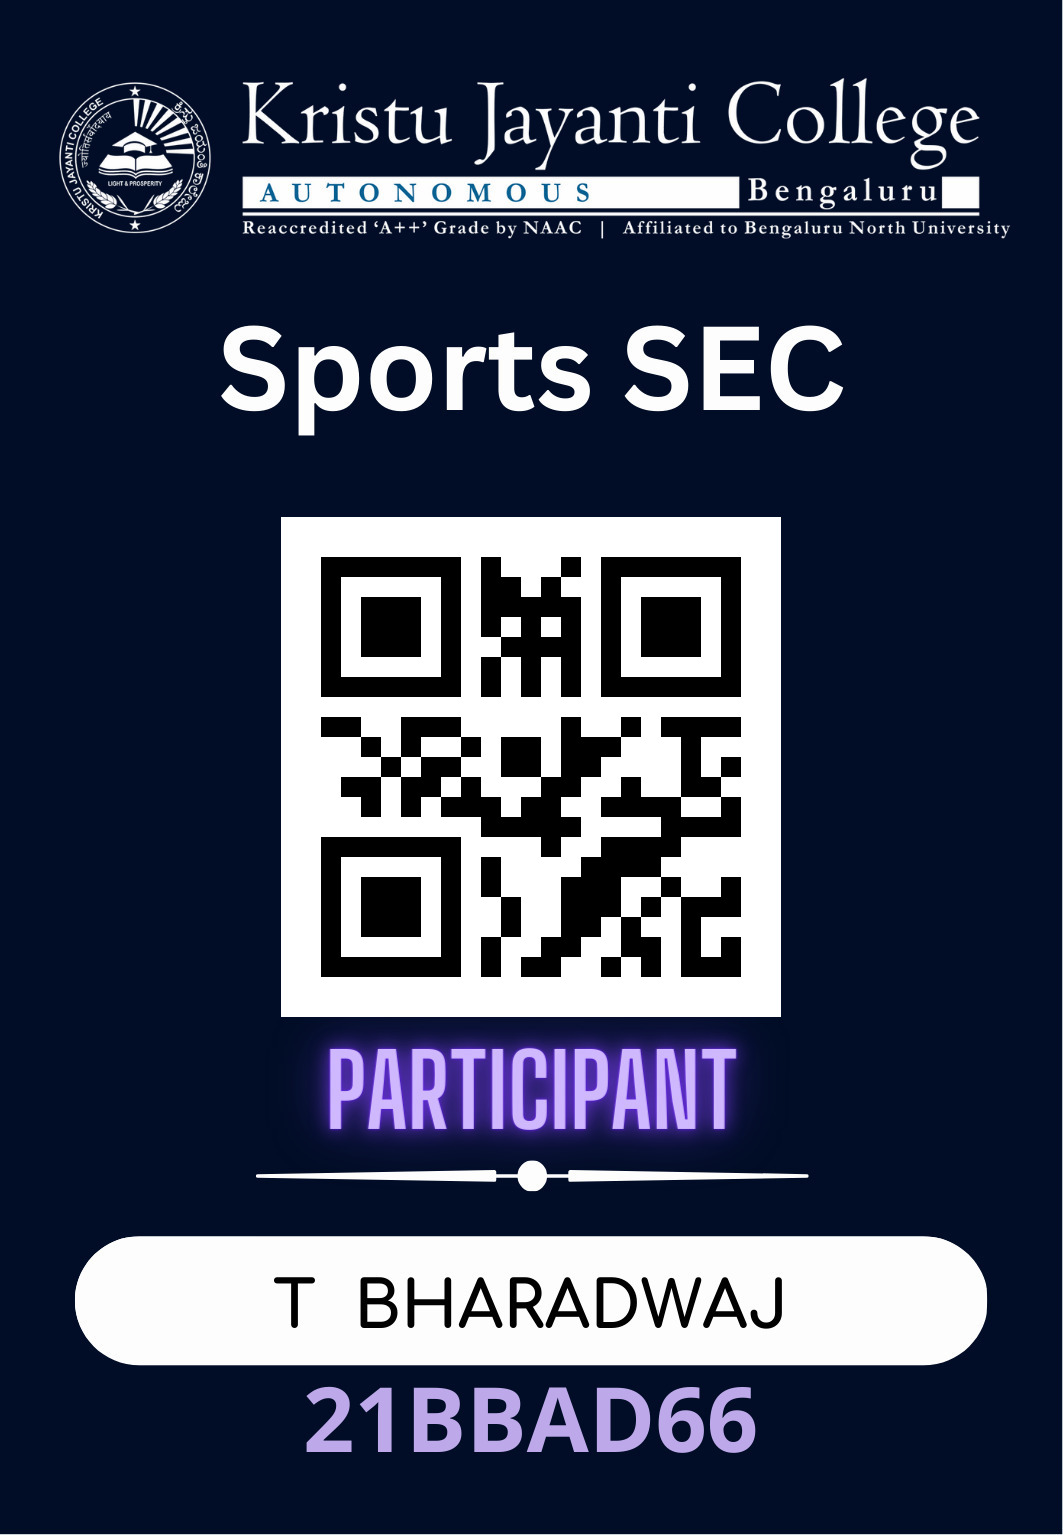 KRISTU JAYANTI COLLEGE
ಕ್ರಿಸ್ತು ಜಯಂತಿ ಕಾಲೇಜು
LIGHT & PROSPERITY
Kristu Jayanti College
AUTONOMOUS Bengaluru
Reaccredited ‘A++’ Grade by NAAC | Affiliated to Bengaluru North University
Sports SEC
PARTICIPANT
T BHARADWAJ
21BBAD66